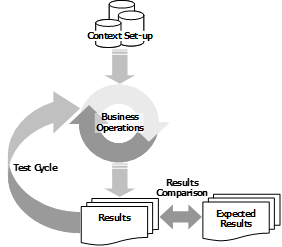 Context Set-up
Business
Operations
Test Cycle
Results
Comparison
Results
Expected
Results